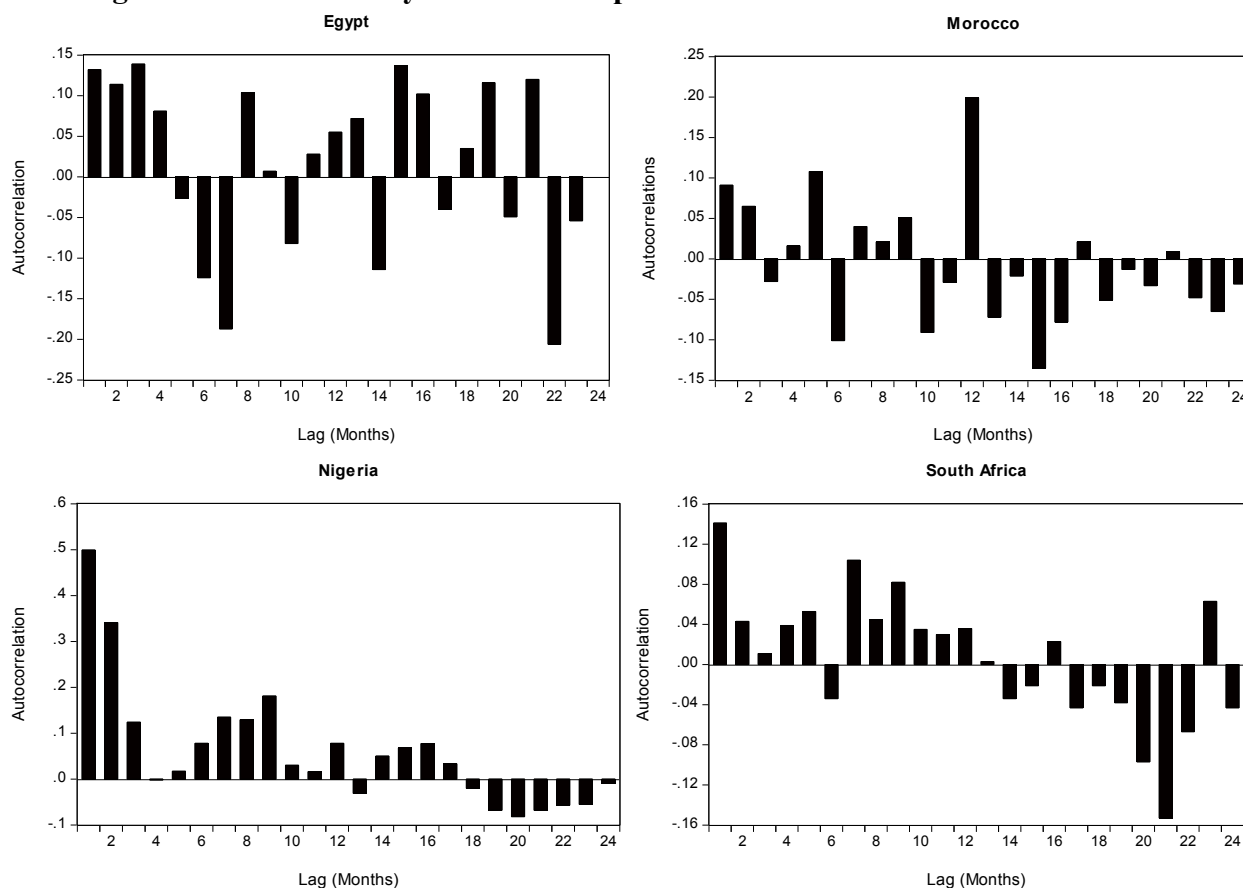 Egypt
.15
.10
.05
.00
-.05
-.10
-.15
-.20
-.25
Autocorrelation
2 4 6 8 10 12 14 16 18 20 22 24
Lag (Months)
Morocco
.25
.20
.15
.10
.05
.00
-.05
-.10
-.15
Autocorrelations
2 4 6 8 10 12 14 16 18 20 22 24
Lag (Months)
Nigeria
.6
.5
.4
.3
.2
.1
.0
-.1
Autocorrelation
2 4 6 8 10 12 14 16 18 20 22 24
Lag (Months)
South Africa
.16
.12
.08
.04
.00
-.04
-.08
-.12
-.16
Autocorrelation
2 4 6 8 10 12 14 16 18 20 22 24
Lag (Months)